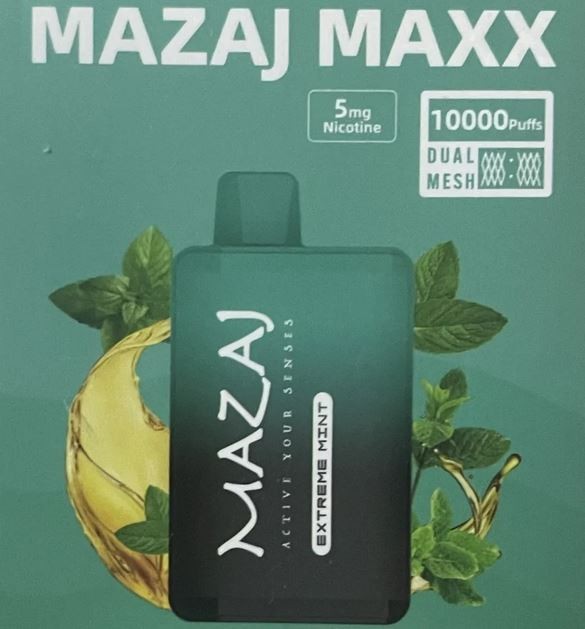 MAZAJ MAXX
5mg
Nicotine
10000Puffs
DUAL
MESH
MAZAJ
ACTIVE YOUR SENSES
EXTREME MINT